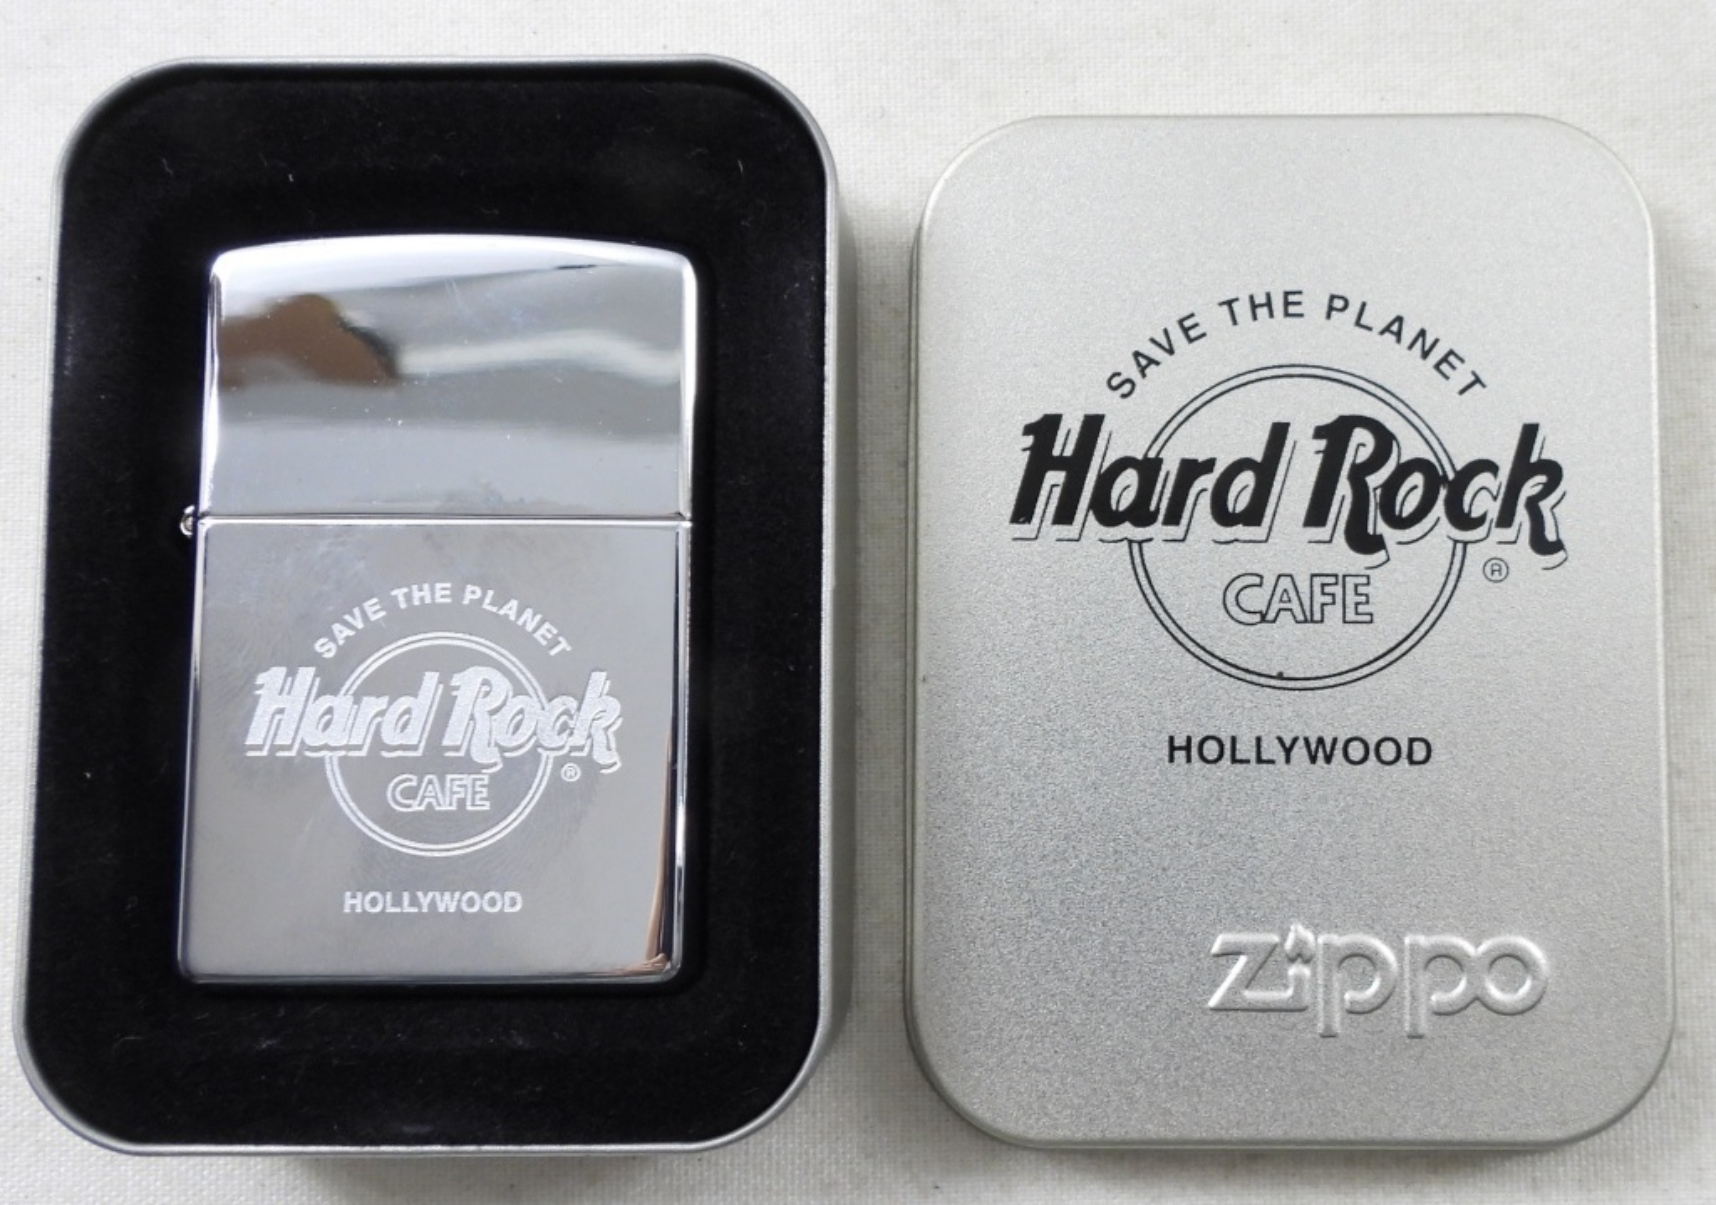 SAVE THE PLANET
Hard Rock
®
CAFE
HOLLYWOOD
SAVE THE PLANET
Hard Rock
®
CAFE
HOLLYWOOD
Zippo